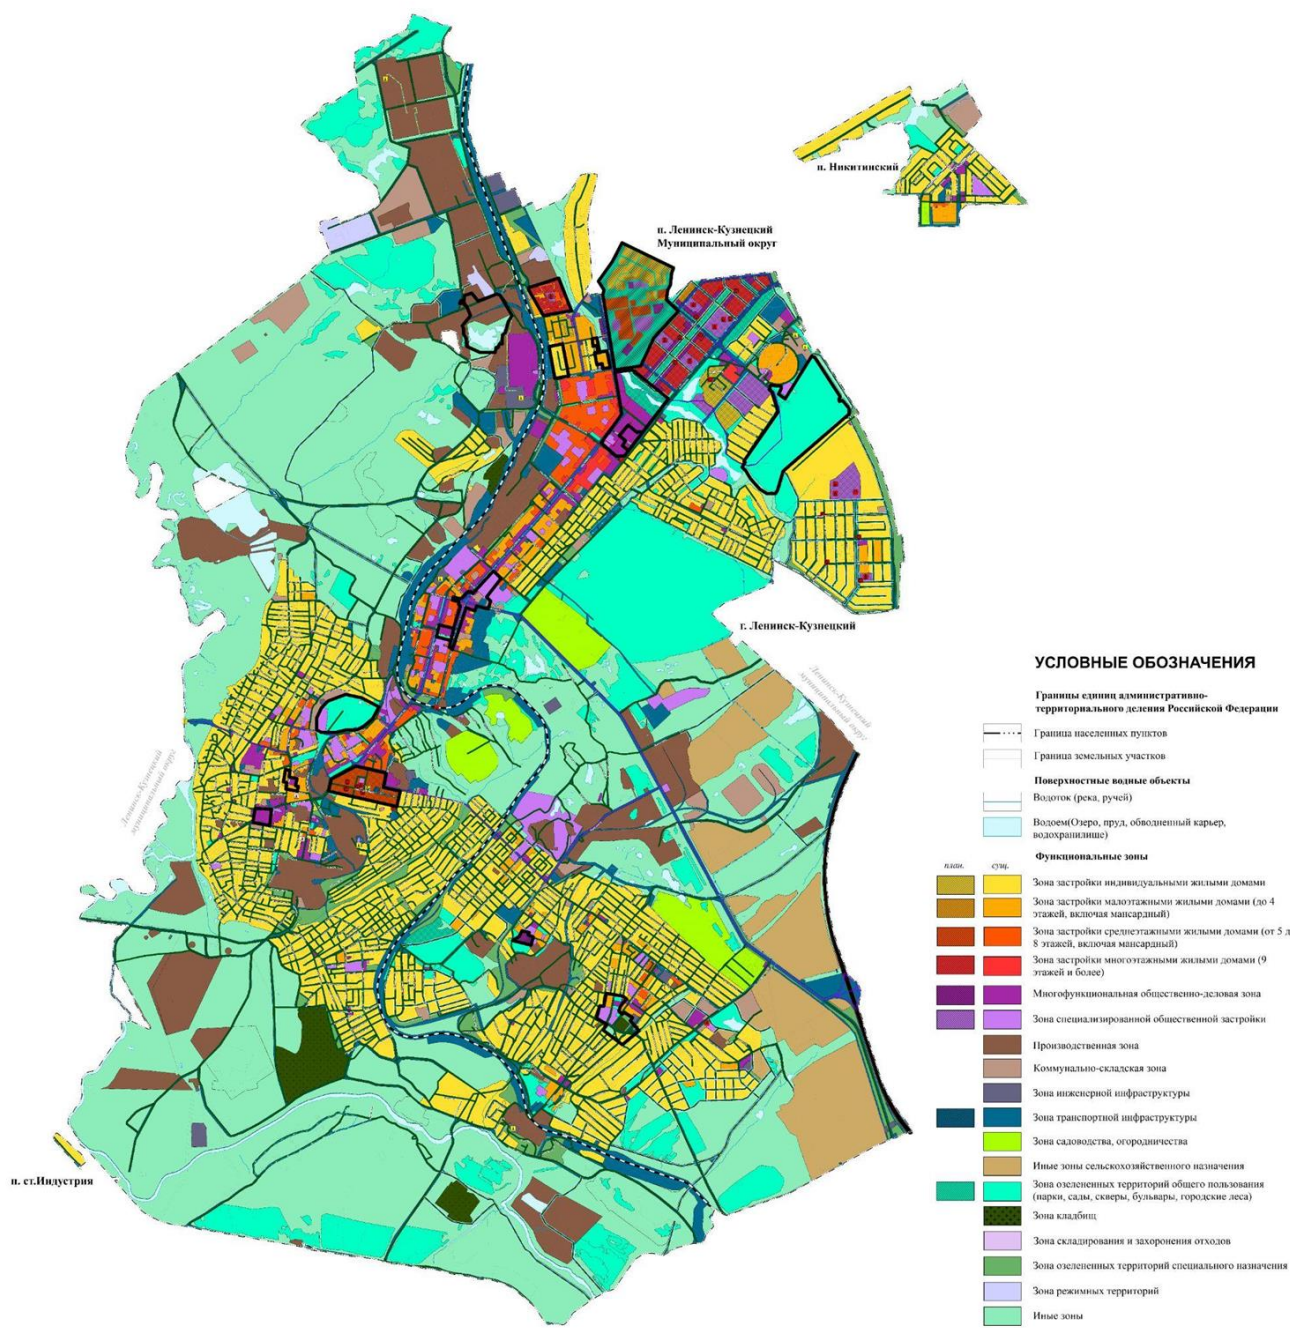 п. Никитинский
п. Ленинск-Кузнецкий
Муниципальный округ
г. Ленинск-Кузнецкий
Ленинск-Кузнецкий
муниципальный округ
Ленинск-Кузнецкий
муниципальный округ
п. ст.Индустрия
УСЛОВНЫЕ ОБОЗНАЧЕНИЯ
Границы единиц административно-
территориального деления Российской Федерации
Граница населенных пунктов
Граница земельных участков
Поверхностные водные объекты
Водоток (река, ручей)
Водоем(Озеро, пруд, обводненный карьер,
водохранилище)
Функциональные зоны
план. сущ.
Зона застройки индивидуальными жилыми домами
Зона застройки малоэтажными жилыми домами (до 4
этажей, включая мансардный)
Зона застройки среднеэтажными жилыми домами (от 5 д
8 этажей, включая мансардный)
Зона застройки многоэтажными жилыми домами (9
этажей и более)
Многофункциональная общественно-деловая зона
Зона специализированной общественной застройки
Производственная зона
Коммунально-складская зона
Зона инженерной инфраструктуры
Зона транспортной инфраструктуры
Зона садоводства, огородничества
Иные зоны сельскохозяйственного назначения
Зона озелененных территорий общего пользования
(парки, сады, скверы, бульвары, городские леса)
Зона кладбищ
Зона складирования и захоронения отходов
Зона озелененных территорий специального назначения
Зона режимных территорий
Иные зоны